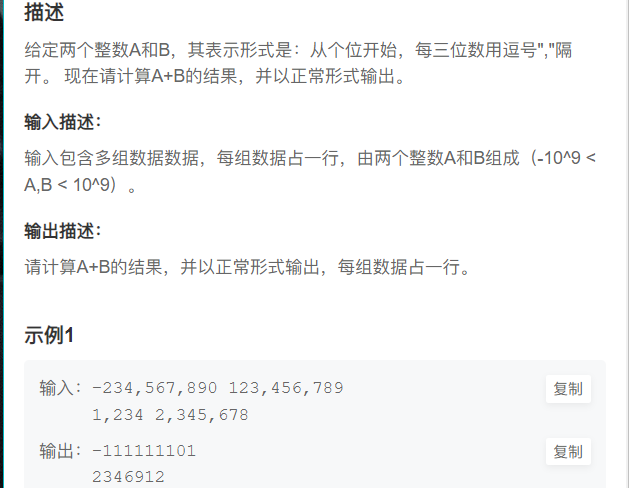 描述
给定两个整数A和B，其表示形式是：从个位开始，每三位数用逗号","隔
开。 现在请计算A+B的结果，并以正常形式输出。
输入描述：
输入包含多组数据数据，每组数据占一行，由两个整数A和B组成（-10^9 <
A,B < 10^9）。
输出描述：
请计算A+B的结果，并以正常形式输出，每组数据占一行。
示例1
输入：-234,567,890 123,456,789 复制
1,234 2,345,678
输出：-111111101 复制
2346912